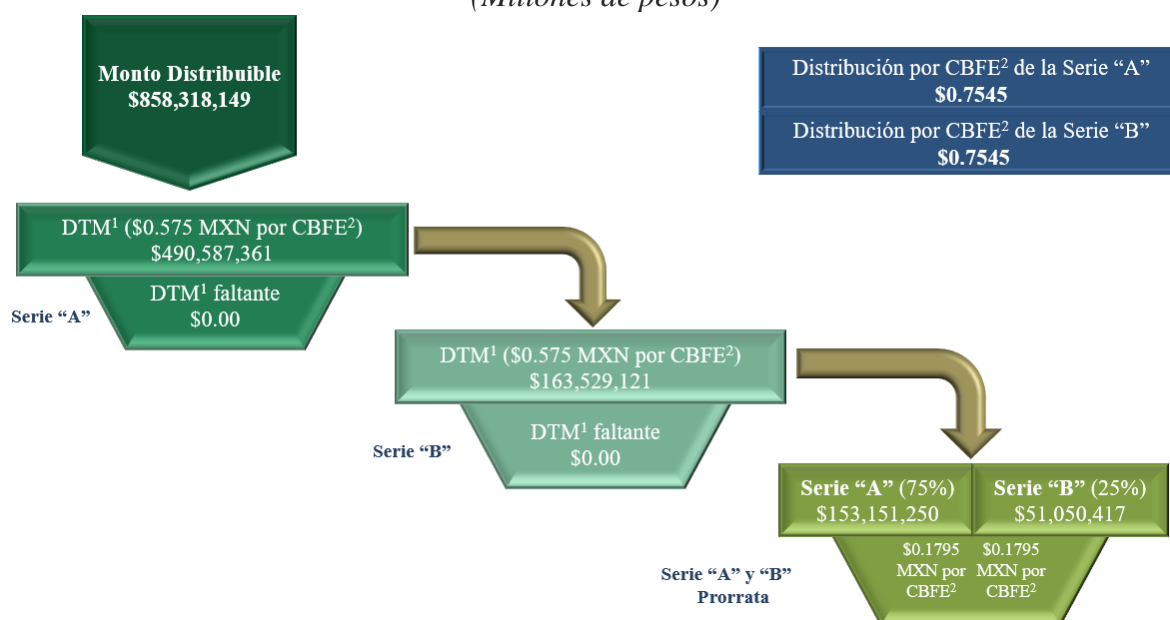 (Millones de pesos)
Monto Distribuible
$858,318,149
Distribución por CBFE² de la Serie “A”
$0.7545
Distribución por CBFE² de la Serie “B”
$0.7545
DTM¹ ($0.575 MXN por CBFE²)
$490,587,361
DTM¹ faltante
$0.00
Serie “A”
DTM¹ ($0.575 MXN por CBFE²)
$163,529,121
DTM¹ faltante
$0.00
Serie “B”
Serie “A” (75%)
$153,151,250
Serie “B” (25%)
$51,050,417
$0.1795
MXN por
CBFE²
$0.1795
MXN por
CBFE²
Serie “A” y “B”
Prorrata